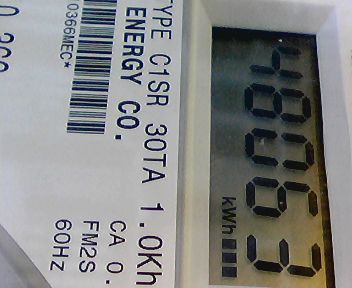 48063
kWh
TYPE C1SR 30TA 1.0Kh
ENERGY CO.
CA 0.
FM2S
0366MEC*
60HZ